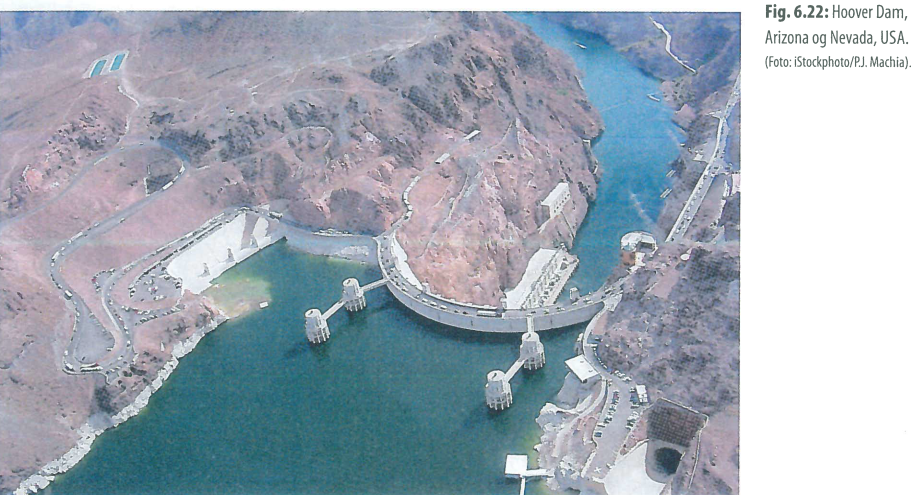 Fig. 6.22: Hoover Dam,
Arizona og Nevada, USA.
(Foto: iStockphoto/P.J. Machia).